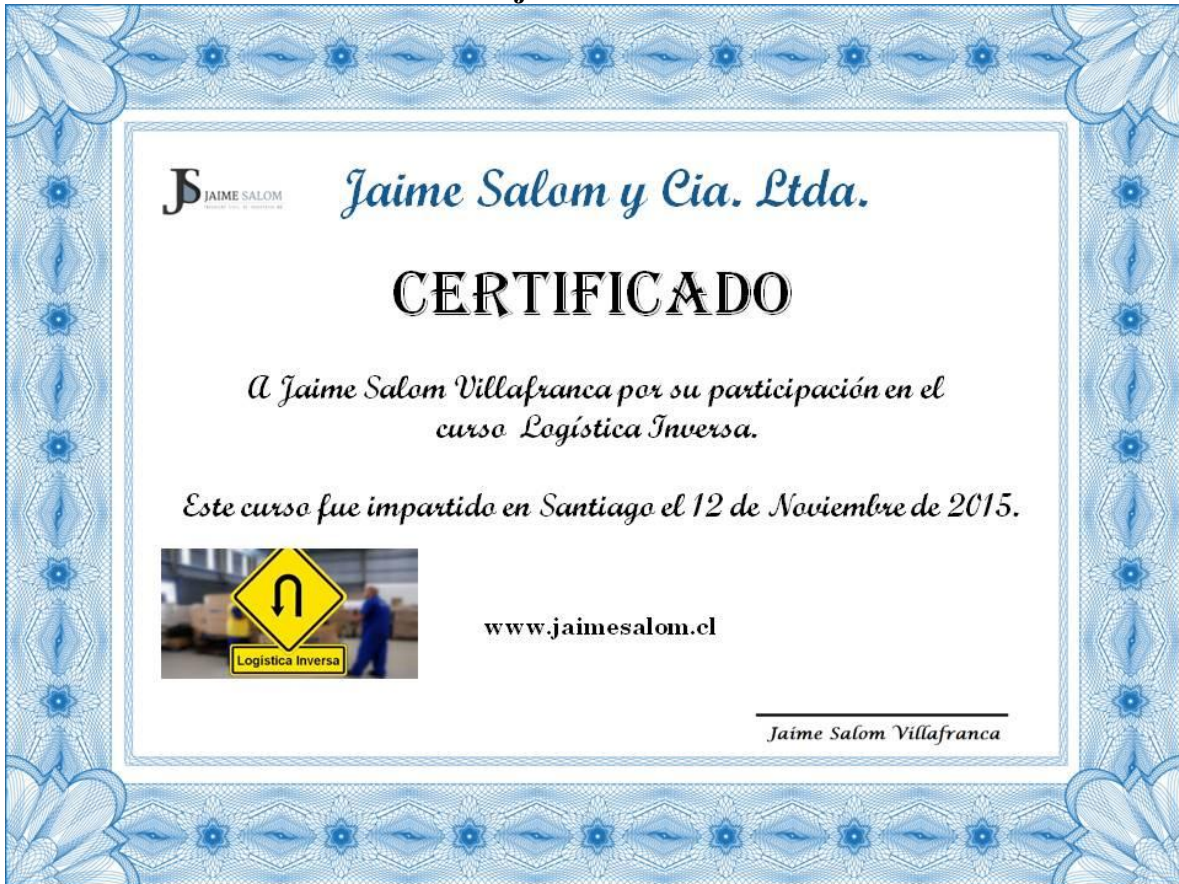 JS JAIME SALOM
Jaime Salom y Cia. Ltda.
CERTIFICADO
A Jaime Salom Villafranca por su participación en el
curso Logística Inversa.
Este curso fue impartido en Santiago el 12 de Noviembre de 2015.
Logística Inversa
www.jaimesalom.cl
Jaime Salom Villafranca